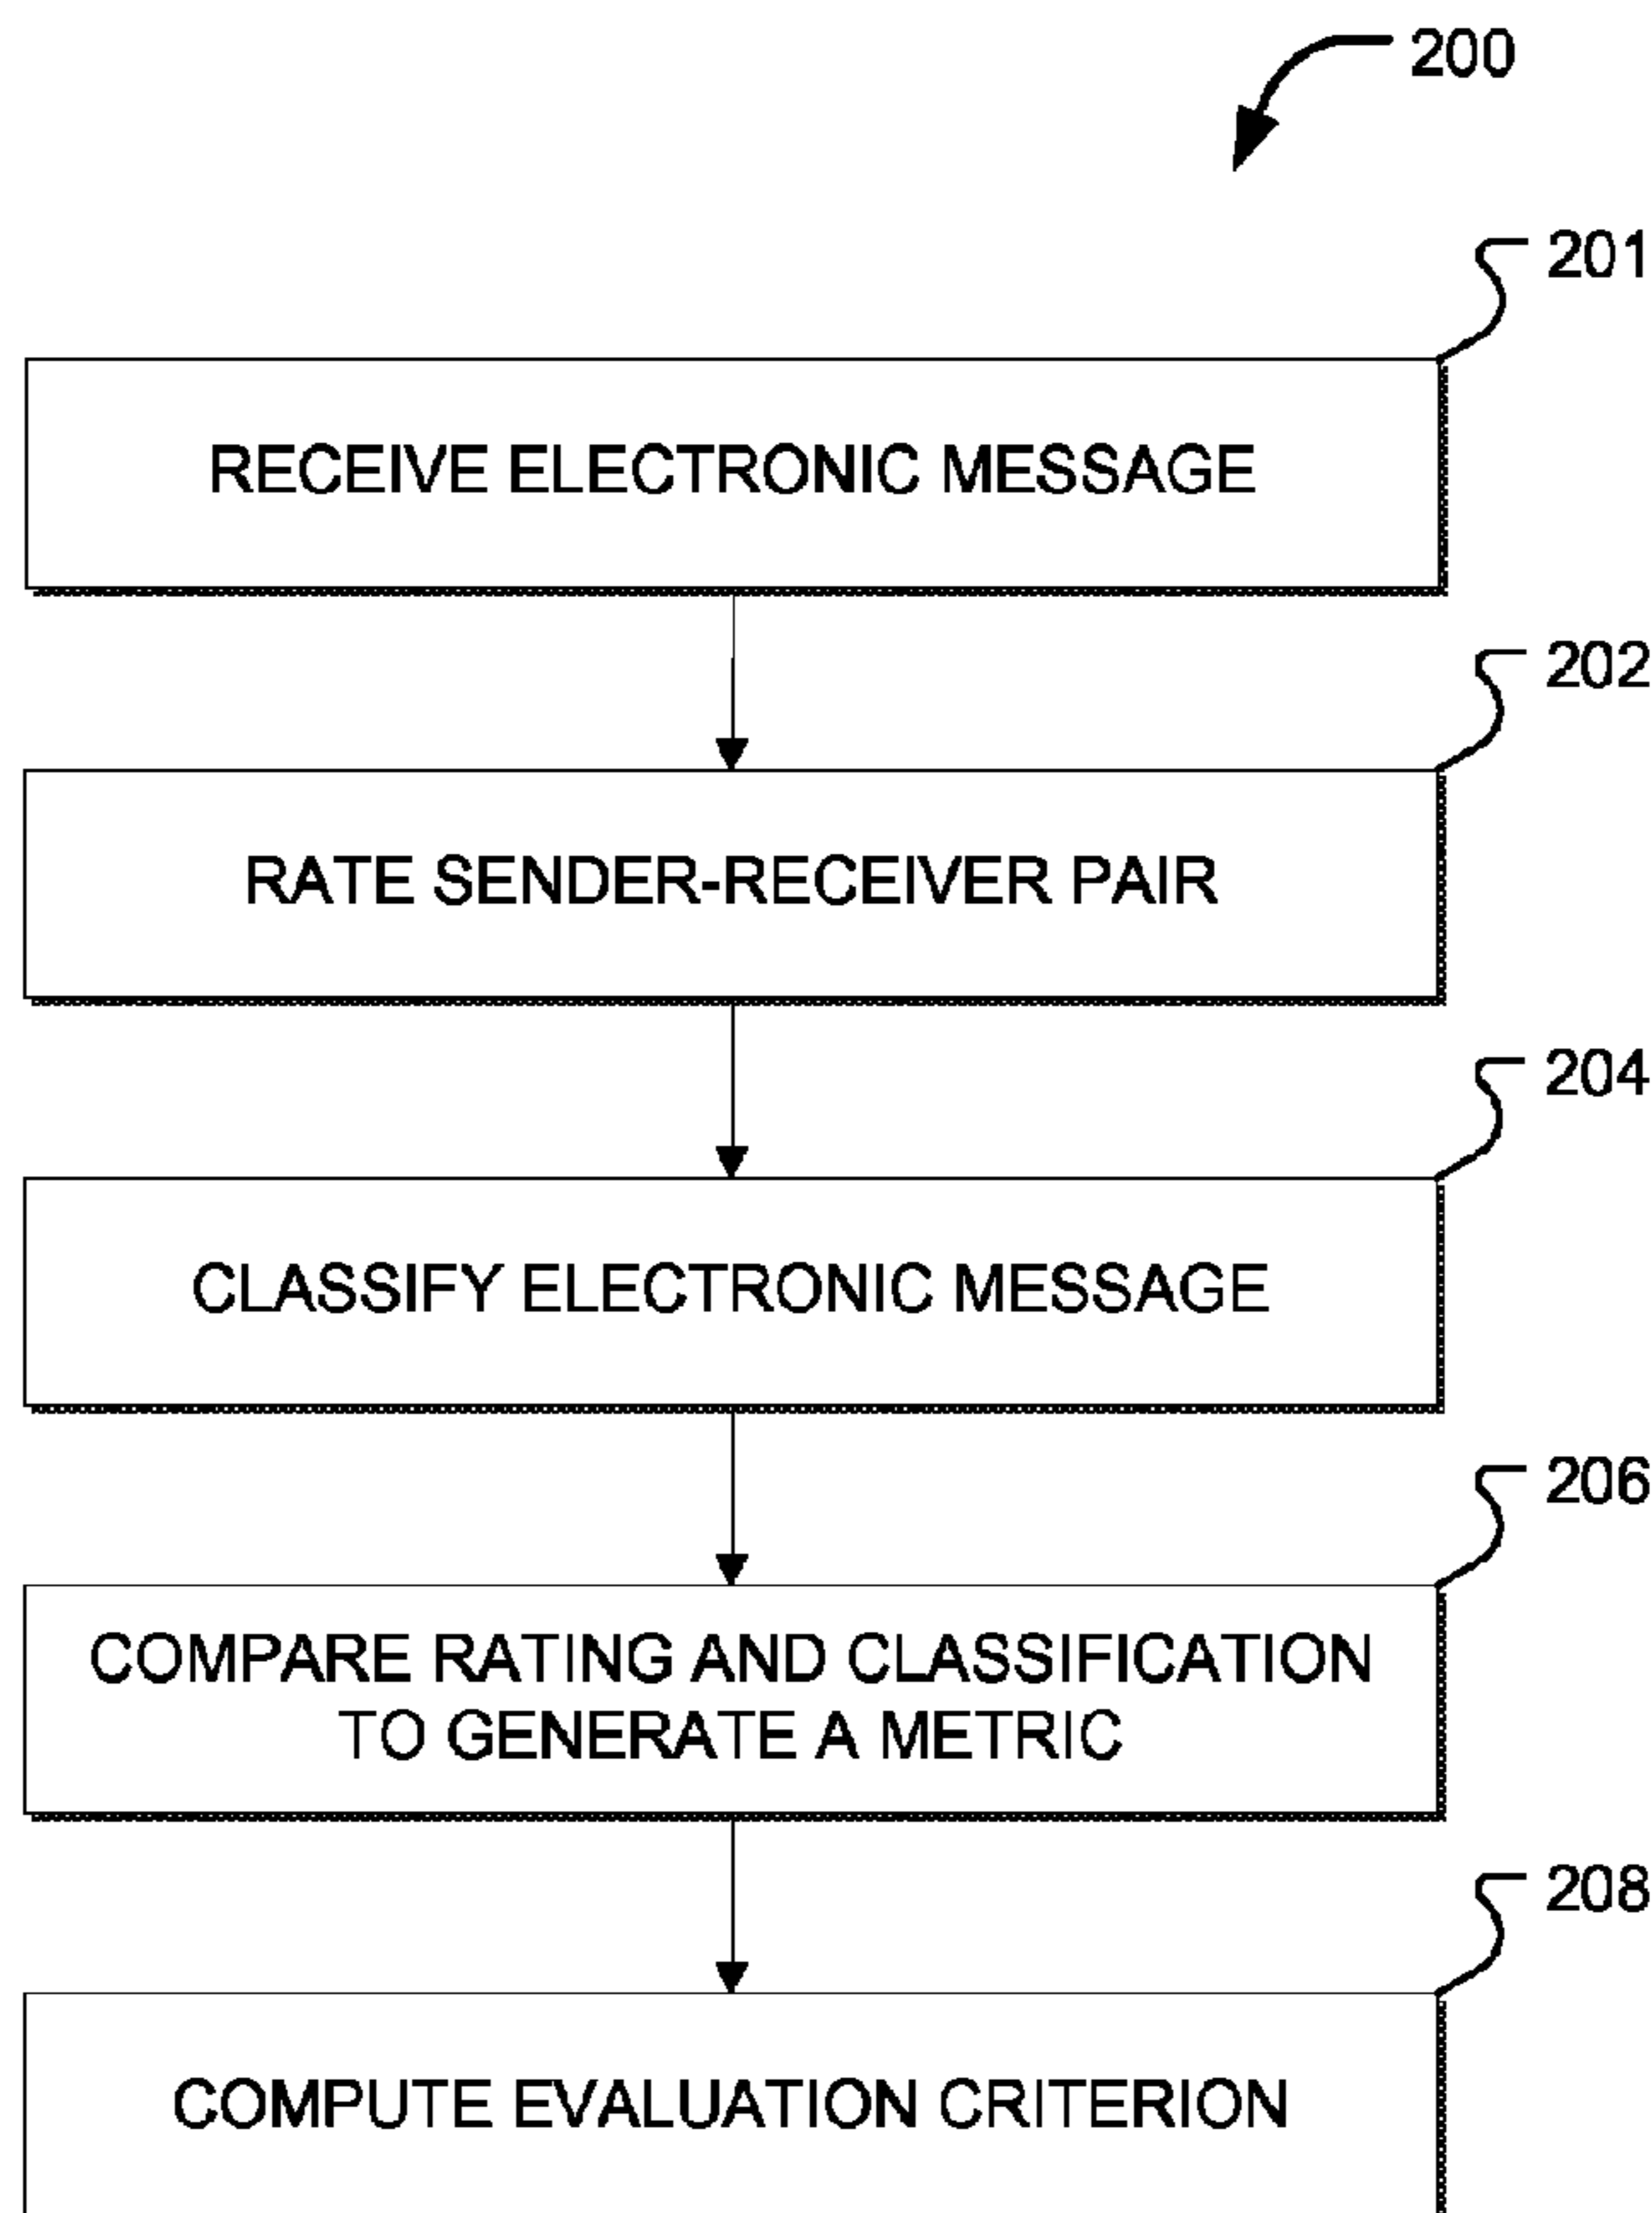 200
201
RECEIVE ELECTRONIC MESSAGE
202
RATE SENDER-RECEIVER PAIR
204
CLASSIFY ELECTRONIC MESSAGE
206
COMPARE RATING AND CLASSIFICATION
TO GENERATE A METRIC
208
COMPUTE EVALUATION CRITERION